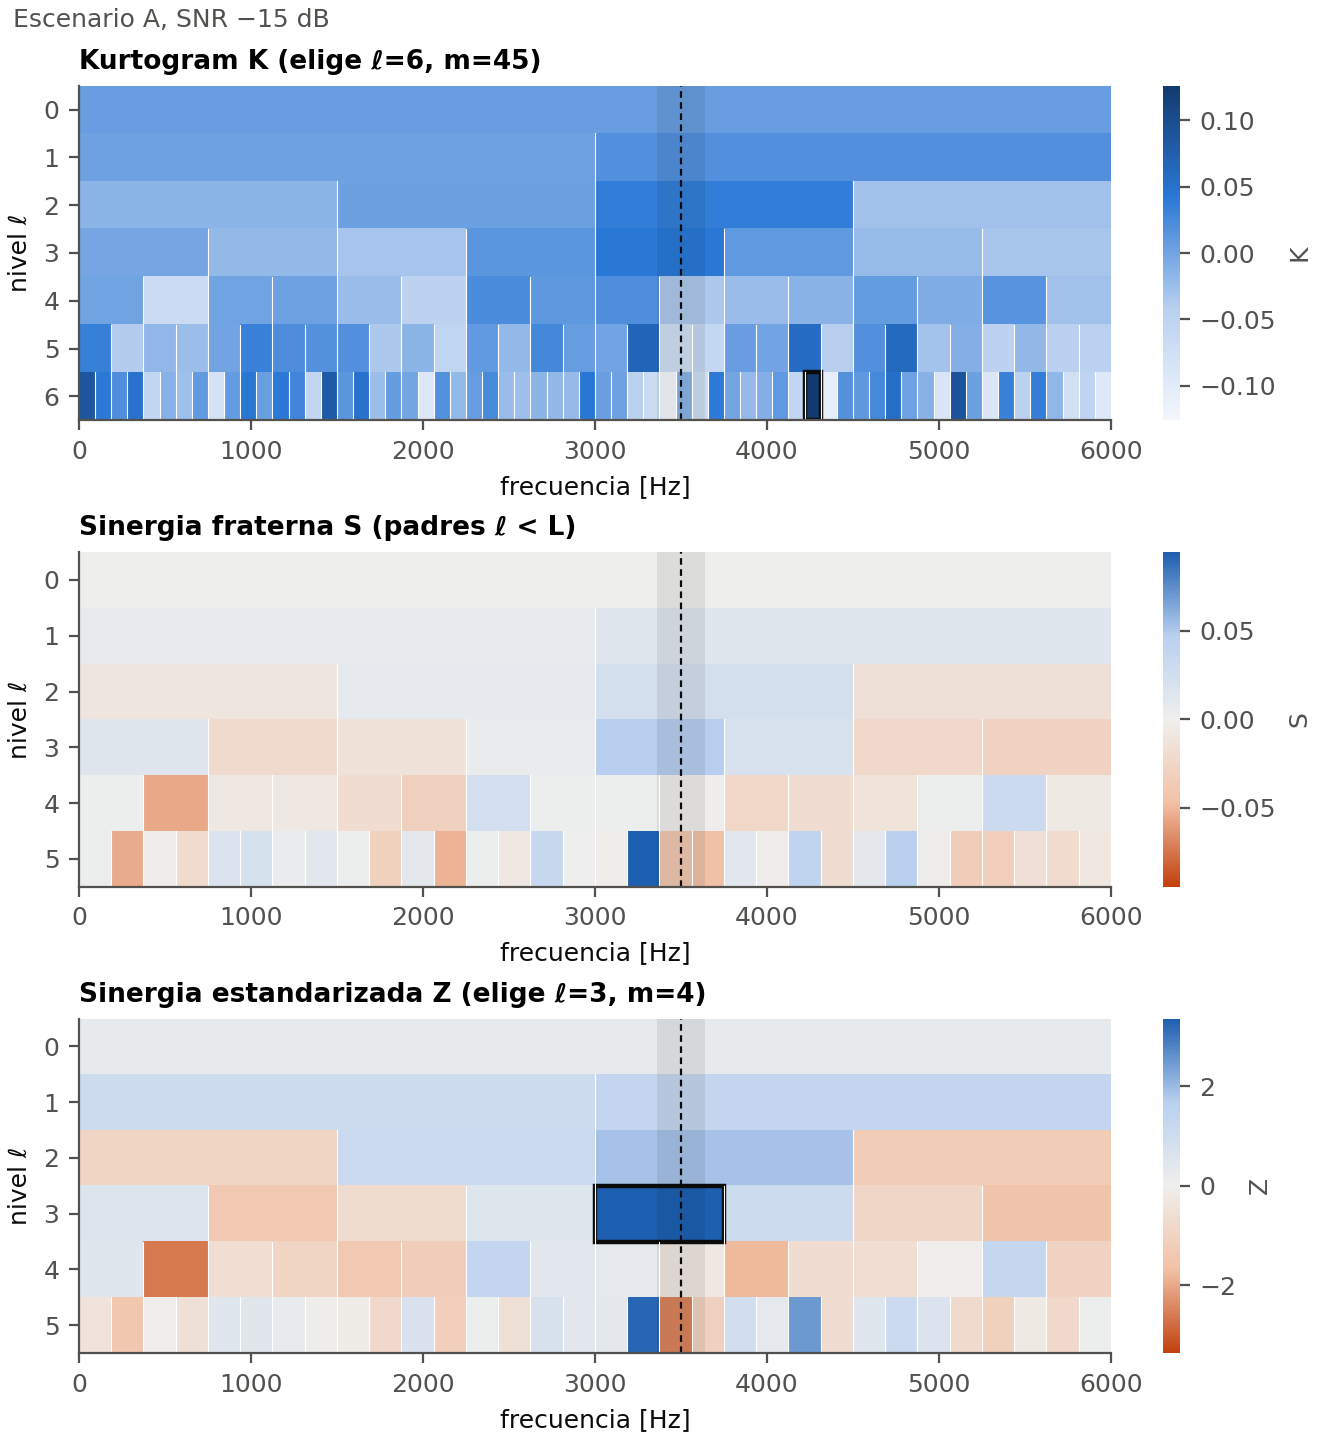 Escenario A, SNR −15 dB
Kurtogram K (elige ℓ=6, m=45)
nivel ℓ
0
1
2
3
4
5
6
0 1000 2000 3000 4000 5000 6000
frecuencia [Hz]
0.10
0.05
0.00
−0.05
−0.10
K
Sinergia fraterna S (padres ℓ < L)
nivel ℓ
0
1
2
3
4
5
0 1000 2000 3000 4000 5000 6000
frecuencia [Hz]
0.05
0.00
−0.05
S
Sinergia estandarizada Z (elige ℓ=3, m=4)
nivel ℓ
0
1
2
3
4
5
0 1000 2000 3000 4000 5000 6000
frecuencia [Hz]
2
0
−2
Z